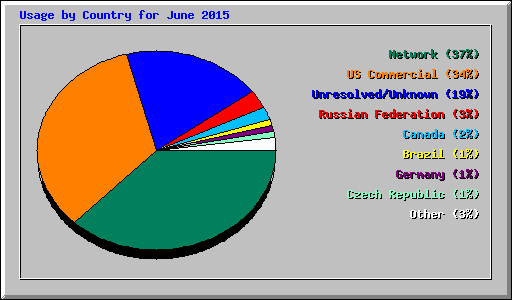 Usage by Country for June 2015
Network (37%)
US Commercial (34%)
Unresolved/Unknown (19%)
Russian Federation (3%)
Canada (2%)
Brazil (1%)
Germany (1%)
Czech Republic (1%)
Other (3%)